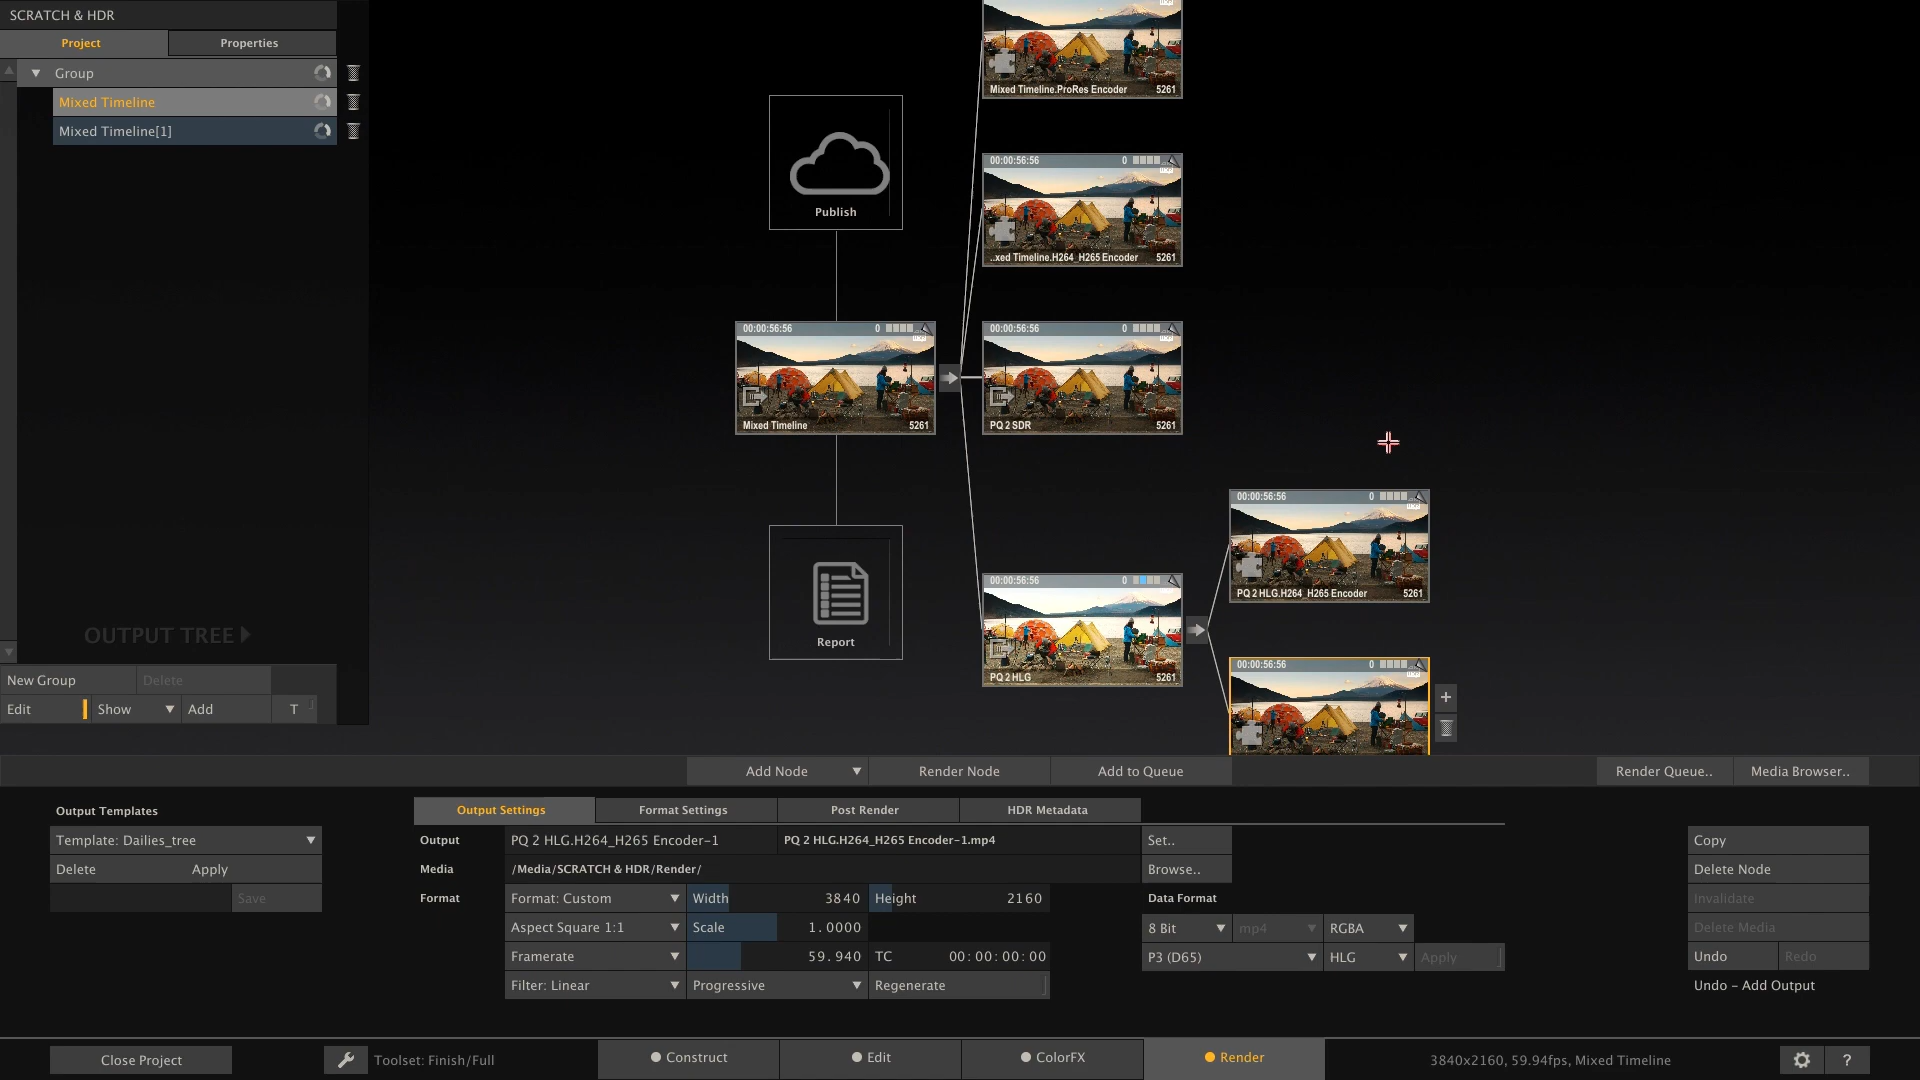 SCRATCH & HDR
Project
Properties
Group
Mixed Timeline
Mixed Timeline[1]
OUTPUT TREE
New Group
Delete
Edit
Show
Add
T
Publish
Report
00:00:56:56 0
Mixed Timeline 5261
Mixed Timeline.ProRes Encoder 5261
00:00:56:56 0
..xed Timeline.H264_H265 Encoder 5261
00:00:56:56 0
PQ 2 SDR 5261
00:00:56:56 0
PQ 2 HLG 5261
00:00:56:56 0
PQ 2 HLG.H264_H265 Encoder 5261
00:00:56:56 0
+
Add Node
Render Node
Add to Queue
Render Queue..
Media Browser..
Output Templates
Template: Dailies_tree
Delete
Apply
Save
Output Settings
Format Settings
Post Render
HDR Metadata
Output
PQ 2 HLG.H264_H265 Encoder-1
PQ 2 HLG.H264_H265 Encoder-1.mp4
Set..
Media
/Media/SCRATCH & HDR/Render/
Browse..
Format
Format: Custom
Width 3840
Height 2160
Data Format
Aspect Square 1:1
Scale 1.0000
8 Bit
mp4
RGBA
Framerate
59.940
TC 00:00:00:00
P3 (D65)
HLG
Apply
Filter: Linear
Progressive
Regenerate
Copy
Delete Node
Invalidate
Delete Media
Undo
Redo
Undo - Add Output
Close Project
Toolset: Finish/Full
Construct
Edit
ColorFX
Render
3840x2160, 59.94fps, Mixed Timeline
?